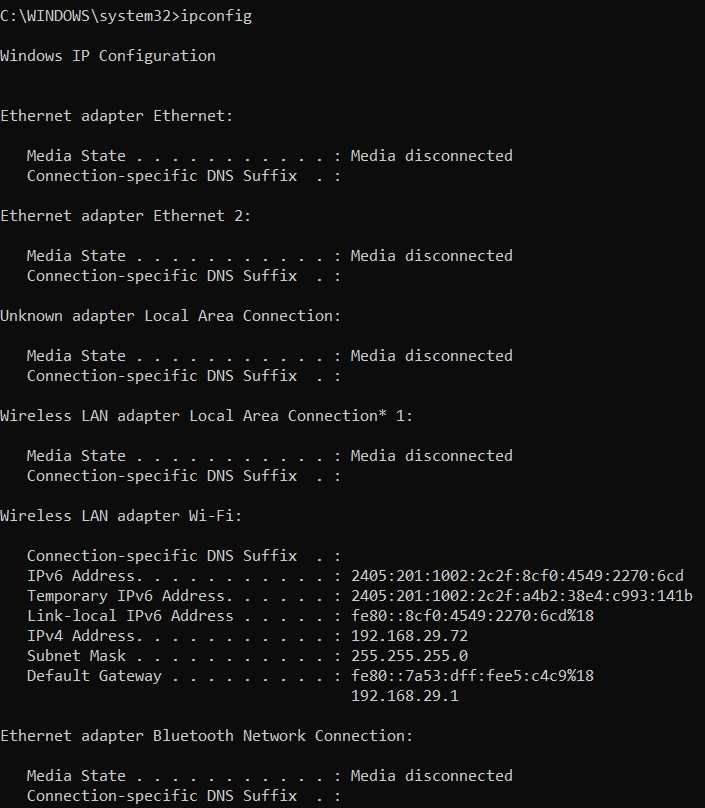 C:\WINDOWS\system32>ipconfig
Windows IP Configuration
Ethernet adapter Ethernet:
Media State . . . . . . . . . . . : Media disconnected
Connection-specific DNS Suffix  . :
Ethernet adapter Ethernet 2:
Media State . . . . . . . . . . . : Media disconnected
Connection-specific DNS Suffix  . :
Unknown adapter Local Area Connection:
Media State . . . . . . . . . . . : Media disconnected
Connection-specific DNS Suffix  . :
Wireless LAN adapter Local Area Connection* 1:
Media State . . . . . . . . . . . : Media disconnected
Connection-specific DNS Suffix  . :
Wireless LAN adapter Wi-Fi:
Connection-specific DNS Suffix  . :
IPv6 Address. . . . . . . . . . . : 2405:201:1002:2c2f:8cf0:4549:2270:6cd
Temporary IPv6 Address. . . . . . : 2405:201:1002:2c2f:a4b2:38e4:c993:141b
Link-local IPv6 Address . . . . . : fe80::8cf0:4549:2270:6cd%18
IPv4 Address. . . . . . . . . . . : 192.168.29.72
Subnet Mask . . . . . . . . . . . : 255.255.255.0
Default Gateway . . . . . . . . . : fe80::7a53:dff:fee5:c4c9%18
192.168.29.1
Ethernet adapter Bluetooth Network Connection:
Media State . . . . . . . . . . . : Media disconnected
Connection-specific DNS Suffix  . :